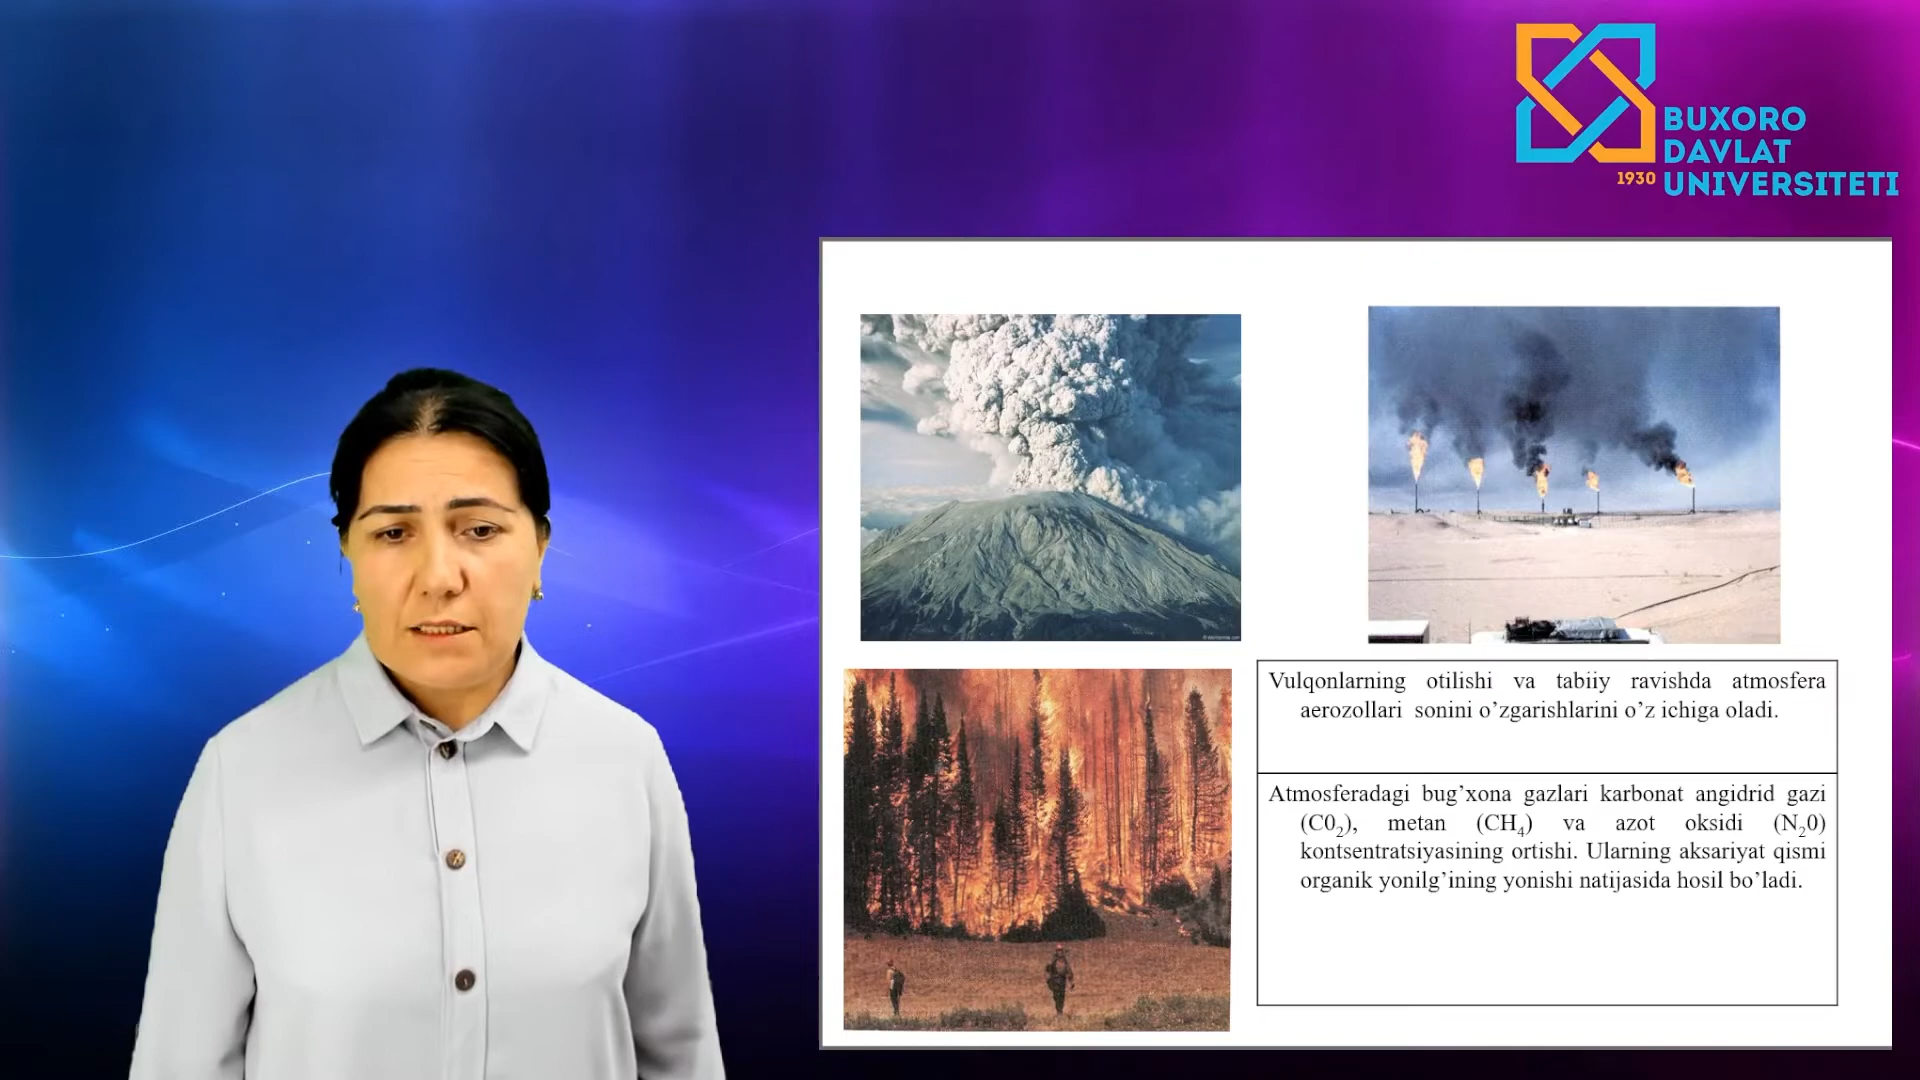 BUXORO
DAVLAT
1930 UNIVERSITETI
Vulqonlarning otilishi va tabiiy ravishda atmosfera
aerozollari sonini o’zgarishlarini o’z ichiga oladi.
Atmosferadagi bug’xona gazlari karbonat angidrid gazi
(C0₂), metan (CH₄) va azot oksidi (N₂0)
kontsentratsiyasining ortishi. Ularning aksariyat qismi
organik yonilg’ining yonishi natijasida hosil bo’ladi.